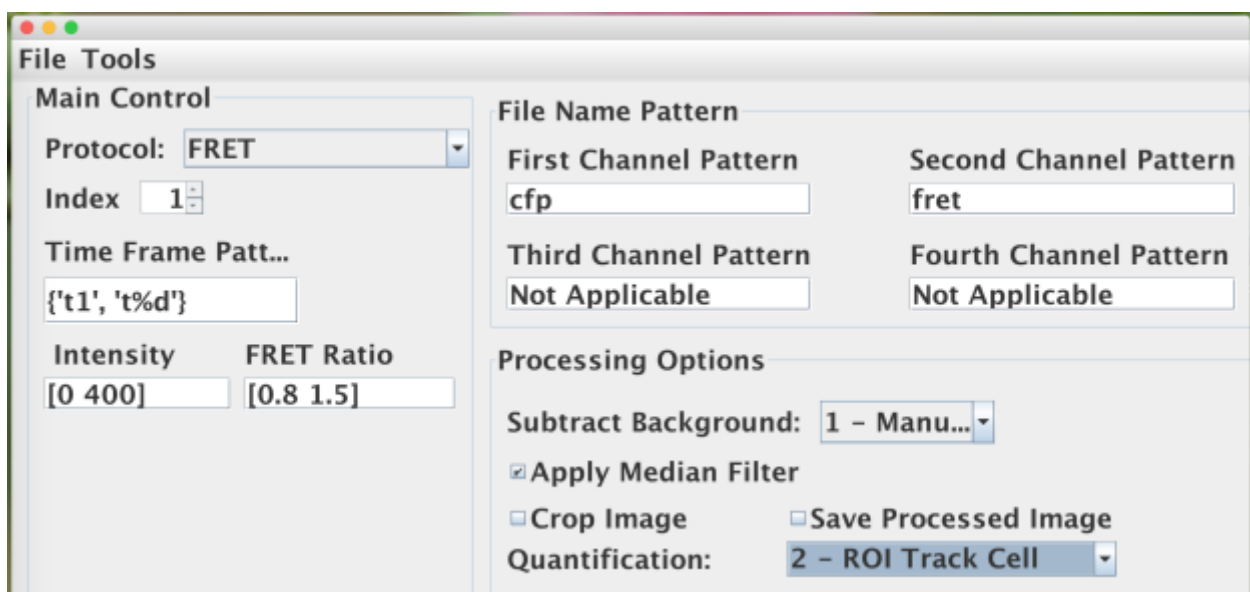 File Tools
Main Control
Protocol: FRET
Index 1
Time Frame Patt...
{'t1', 't%d'}
Intensity FRET Ratio
[0 400] [0.8 1.5]
File Name Pattern
First Channel Pattern Second Channel Pattern
cfp fret
Third Channel Pattern Fourth Channel Pattern
Not Applicable Not Applicable
Processing Options
Subtract Background: 1 - Manu...
Apply Median Filter
Crop Image Save Processed Image
Quantification: 2 - ROI Track Cell